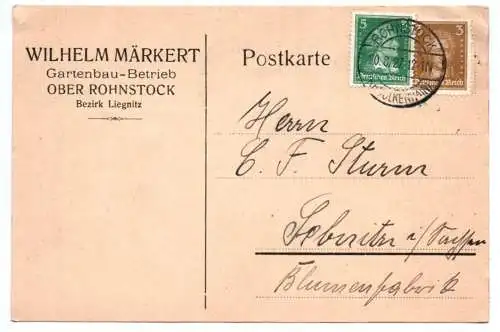 WILHELM MÄRKERT
Gartenbau-Betrieb
OBER ROHNSTOCK
Bezirk Liegnitz
Postkarte
5
3
Deutsches Reich
Deutsches Reich
Herrn
C. F. Sturm
Sebnitz i/Sachsen
Blumenfabrik